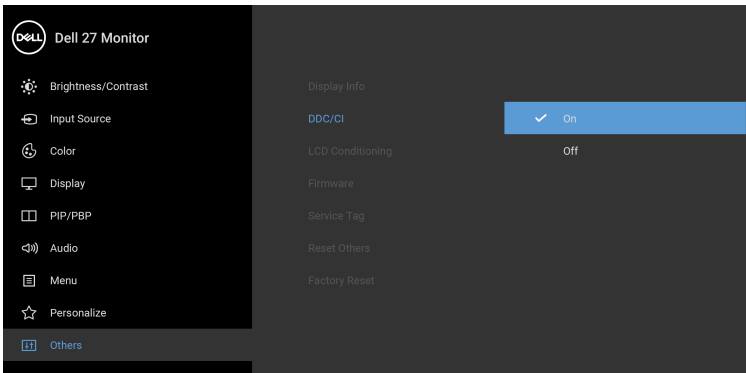 DELL
Dell 27 Monitor
Brightness/Contrast
Input Source
Color
Display
PIP/PBP
Audio
Menu
Personalize
Others
Display Info
DDC/CI
LCD Conditioning
Firmware
Service Tag
Reset Others
Factory Reset
On
Off